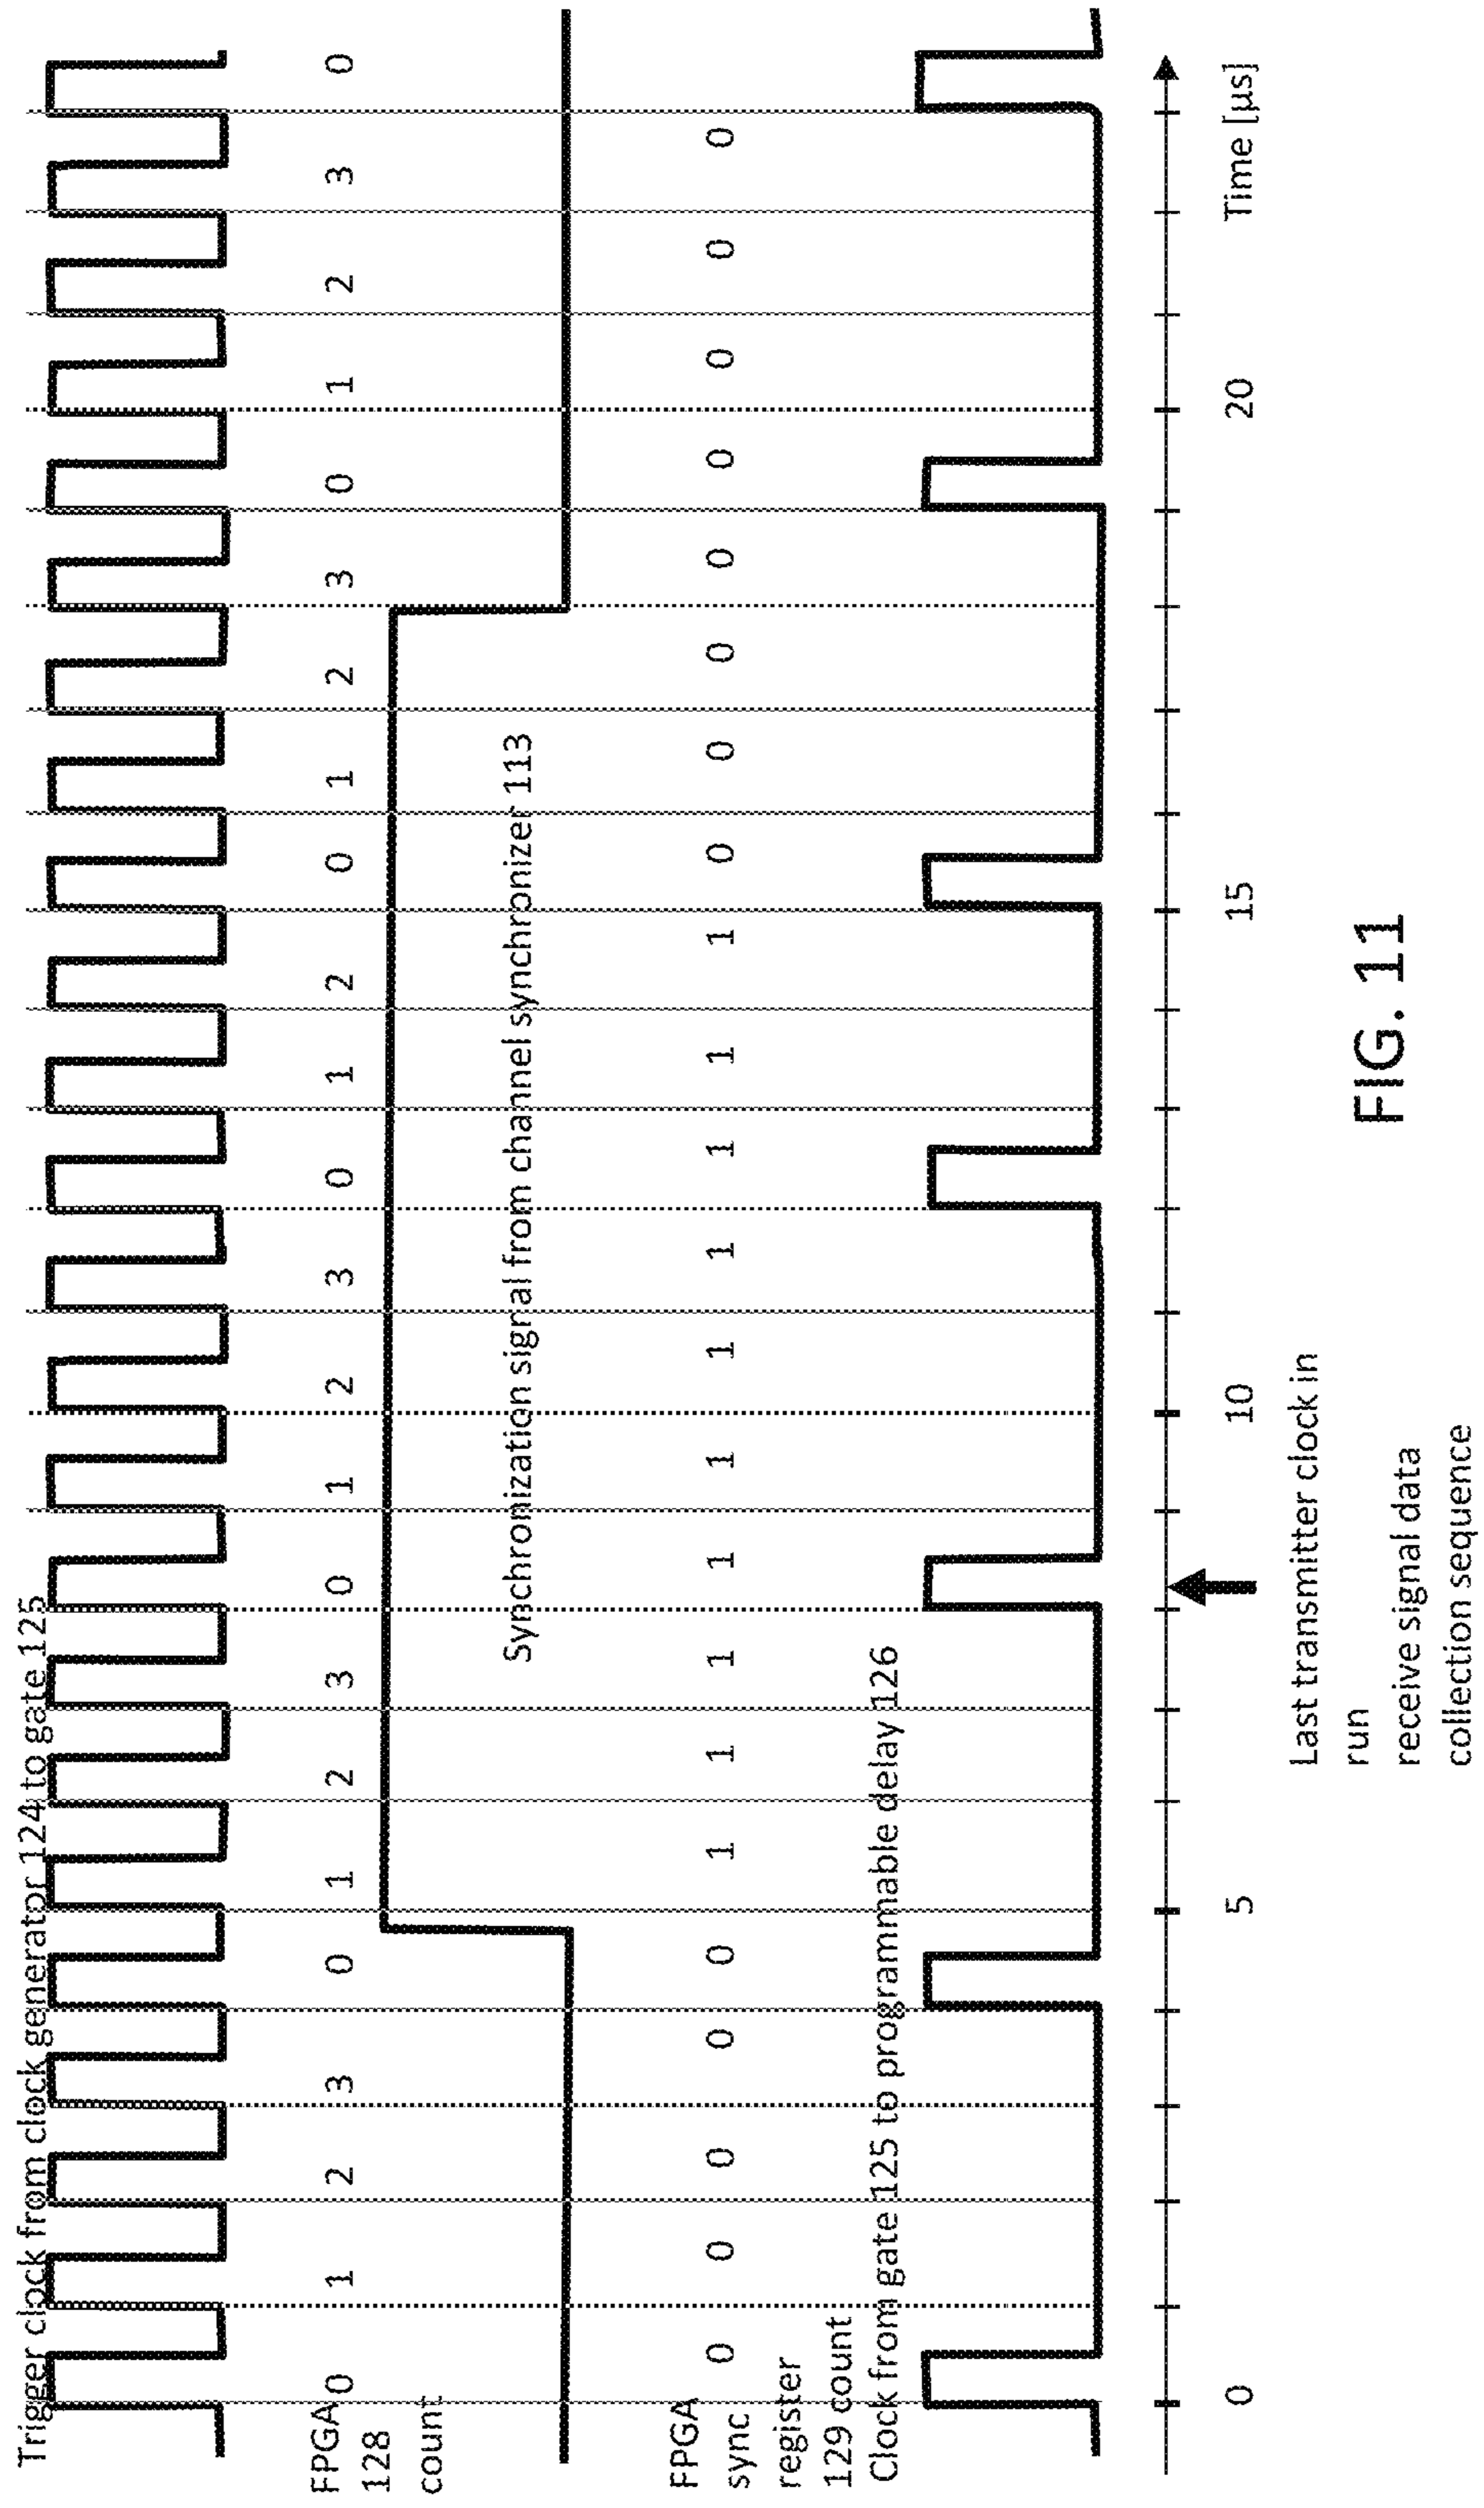 Trigger clock from clock generator 124 to gate 125
FPGA 0 1 2 3 0 1 2 3 0 1 2 3 0 1 2 0 1 2 3 0 1 2 3 0
128
count
Synchronization signal from channel synchronizer 113
FPGA
sync 0 0 0 0 0 1 1 1 1 1 1 1 1 1 1 0 0 0 0 0 0 0 0
register
129 count
Clock from gate 125 to programmable delay 126
0 5 10 15 20 Time [µs]
Last transmitter clock in
run
receive signal data
collection sequence
FIG. 11